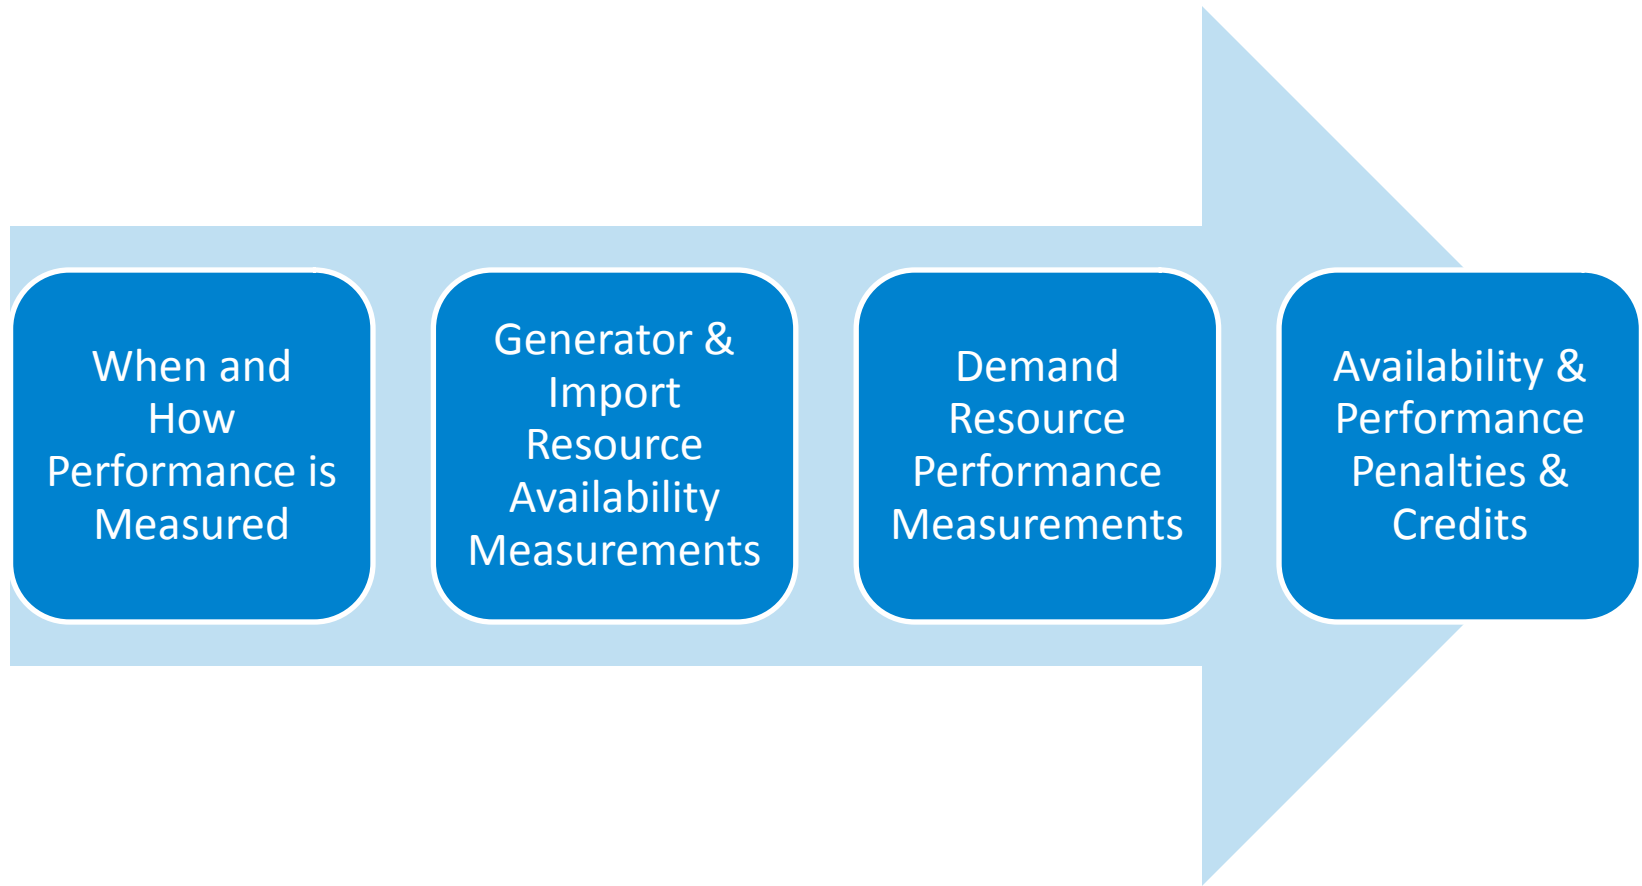 When and
How
Performance is
Measured
Generator &
Import
Resource
Availability
Measurements
Demand
Resource
Performance
Measurements
Availability &
Performance
Penalties &
Credits